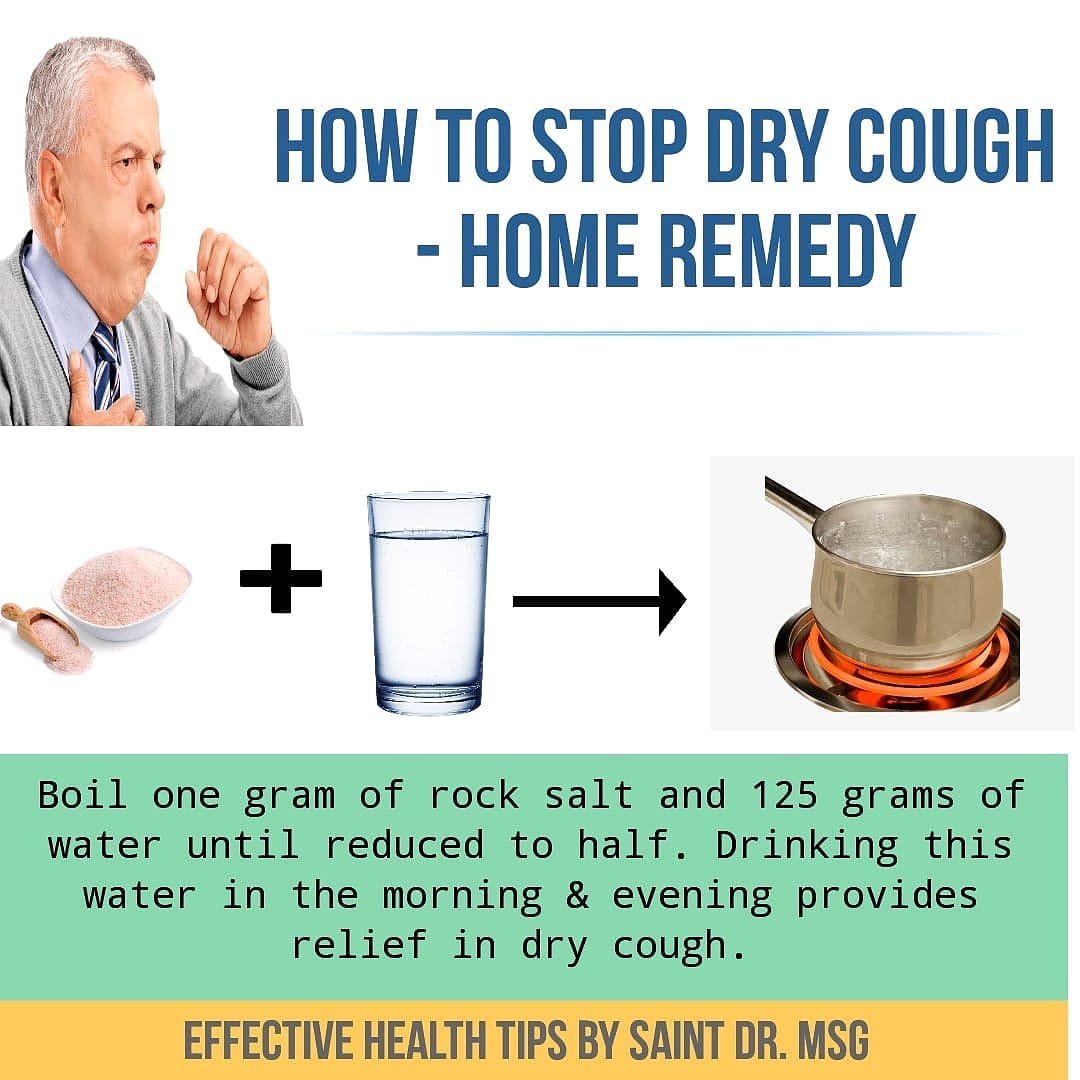 HOW TO STOP DRY COUGH
- HOME REMEDY
Boil one gram of rock salt and 125 grams of
water until reduced to half. Drinking this
water in the morning & evening provides
relief in dry cough.
EFFECTIVE HEALTH TIPS BY SAINT DR. MSG